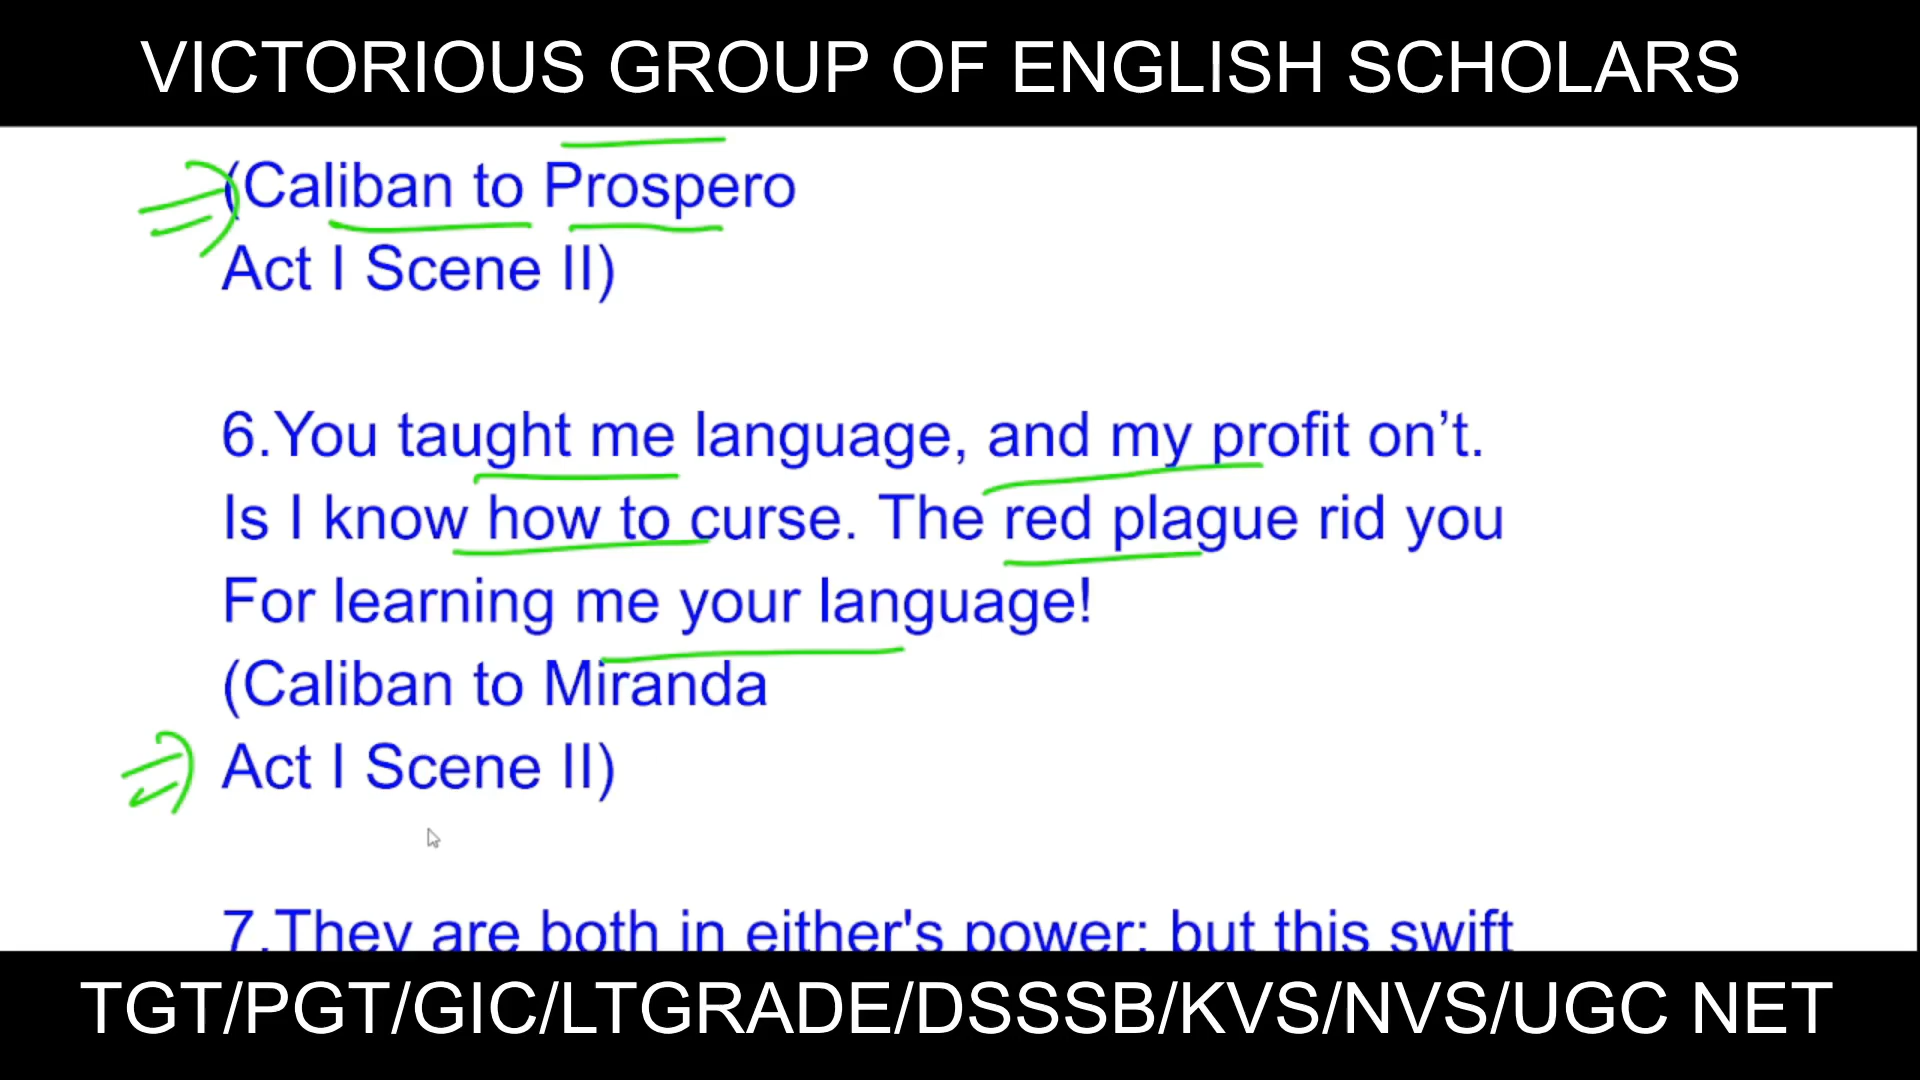 VICTORIOUS GROUP OF ENGLISH SCHOLARS
(Caliban to Prospero
Act I Scene II)
6.You taught me language, and my profit on’t.
Is I know how to curse. The red plague rid you
For learning me your language!
(Caliban to Miranda
Act I Scene II)
7.They are both in either's power; but this swift
TGT/PGT/GIC/LTGRADE/DSSSB/KVS/NVS/UGC NET